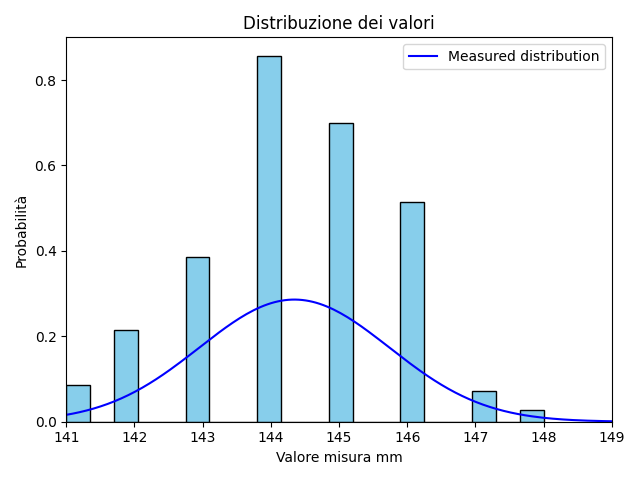 Distribuzione dei valori
Measured distribution
Probabilità
0.8
0.6
0.4
0.2
0.0
141 142 143 144 145 146 147 148 149
Valore misura mm